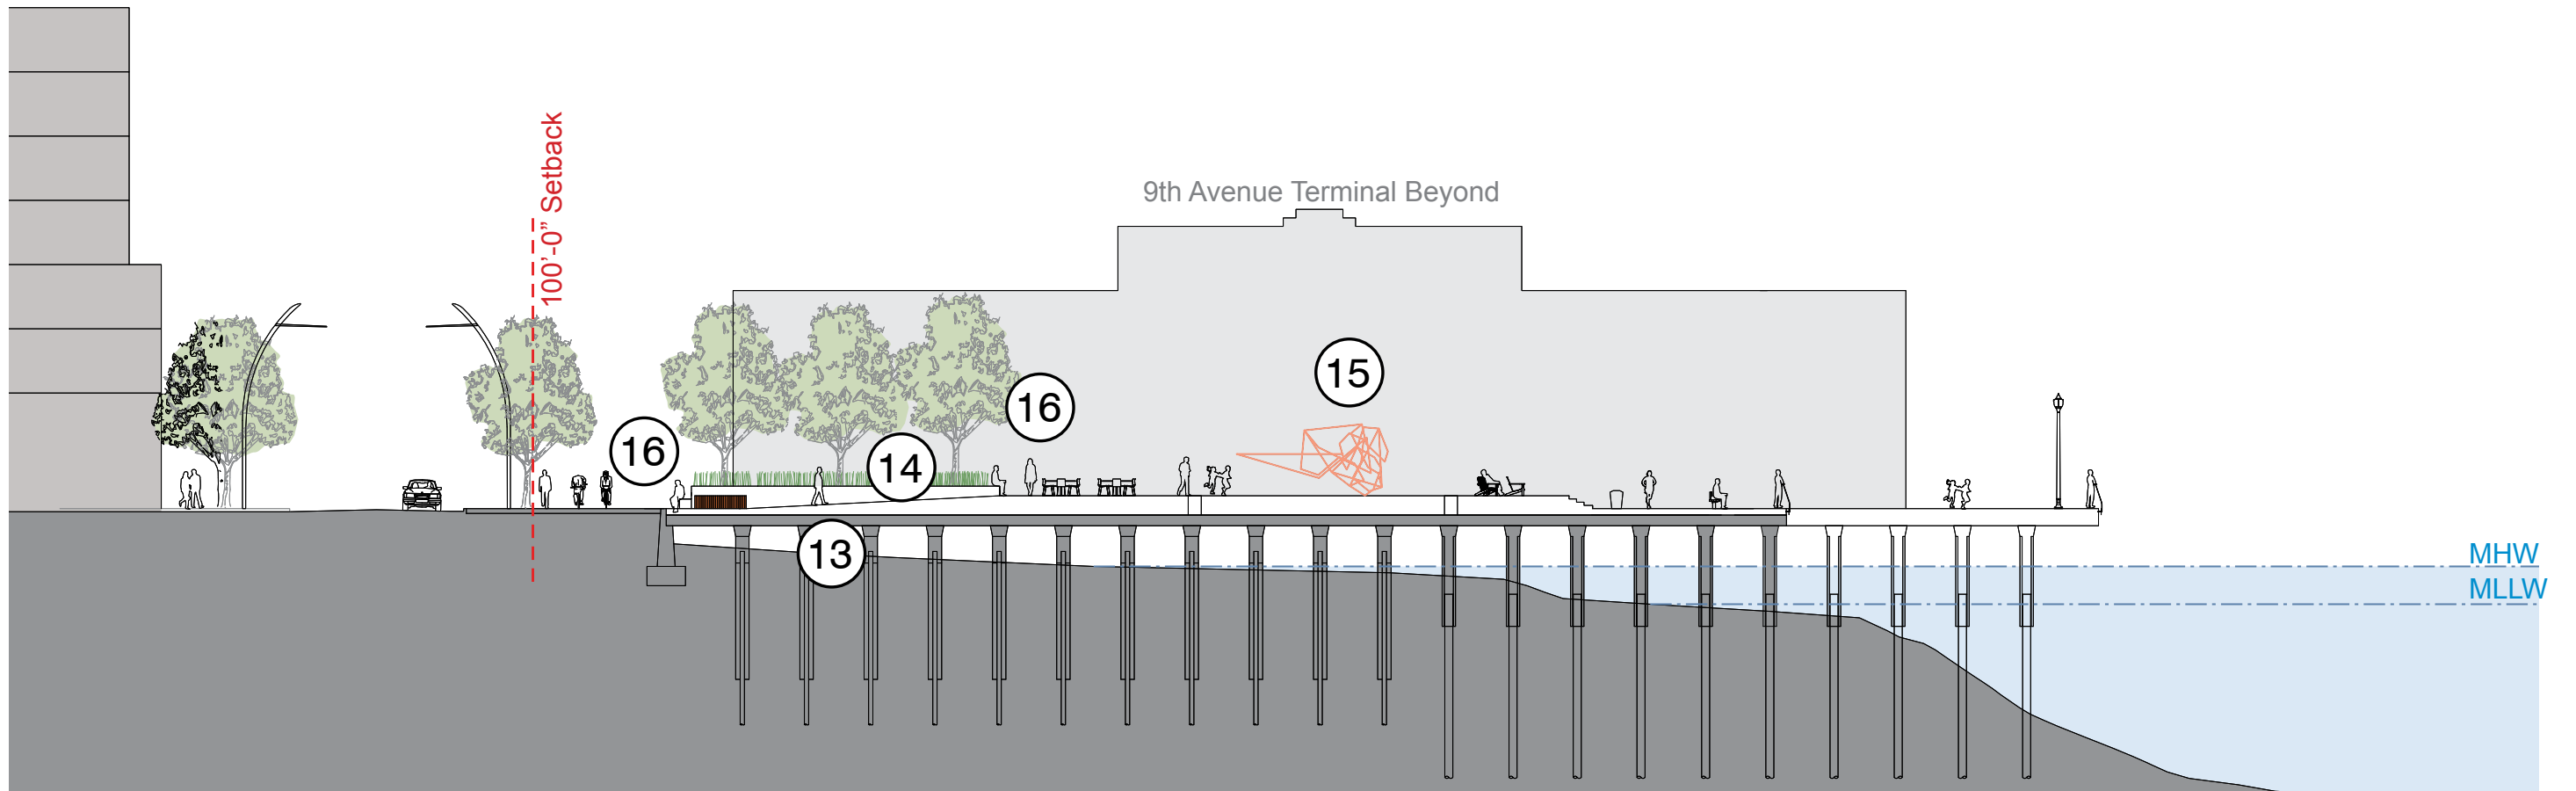 100’-0” Setback
9th Avenue Terminal Beyond
15
16
16
14
13
MHW
MLLW